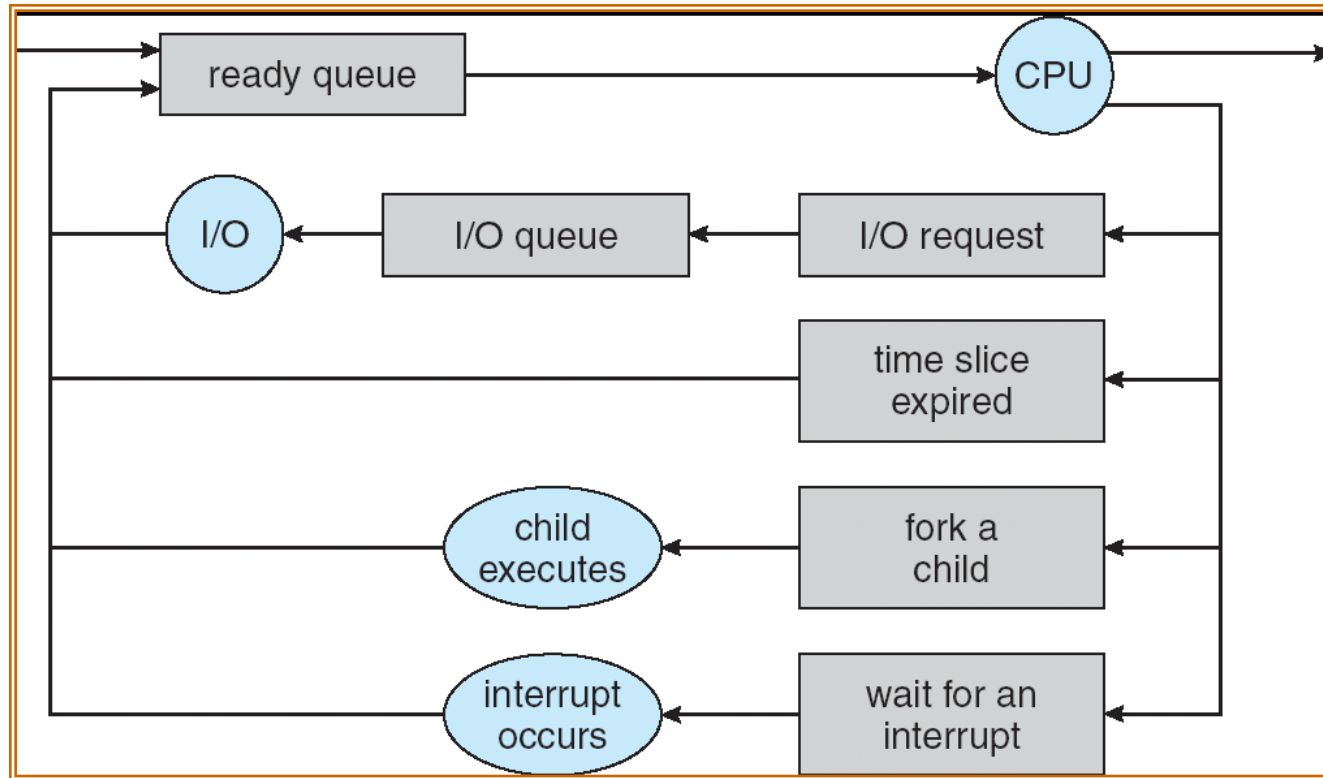 ready queue
CPU
I/O
I/O queue
I/O request
time slice
expired
child
executes
fork a
child
interrupt
occurs
wait for an
interrupt